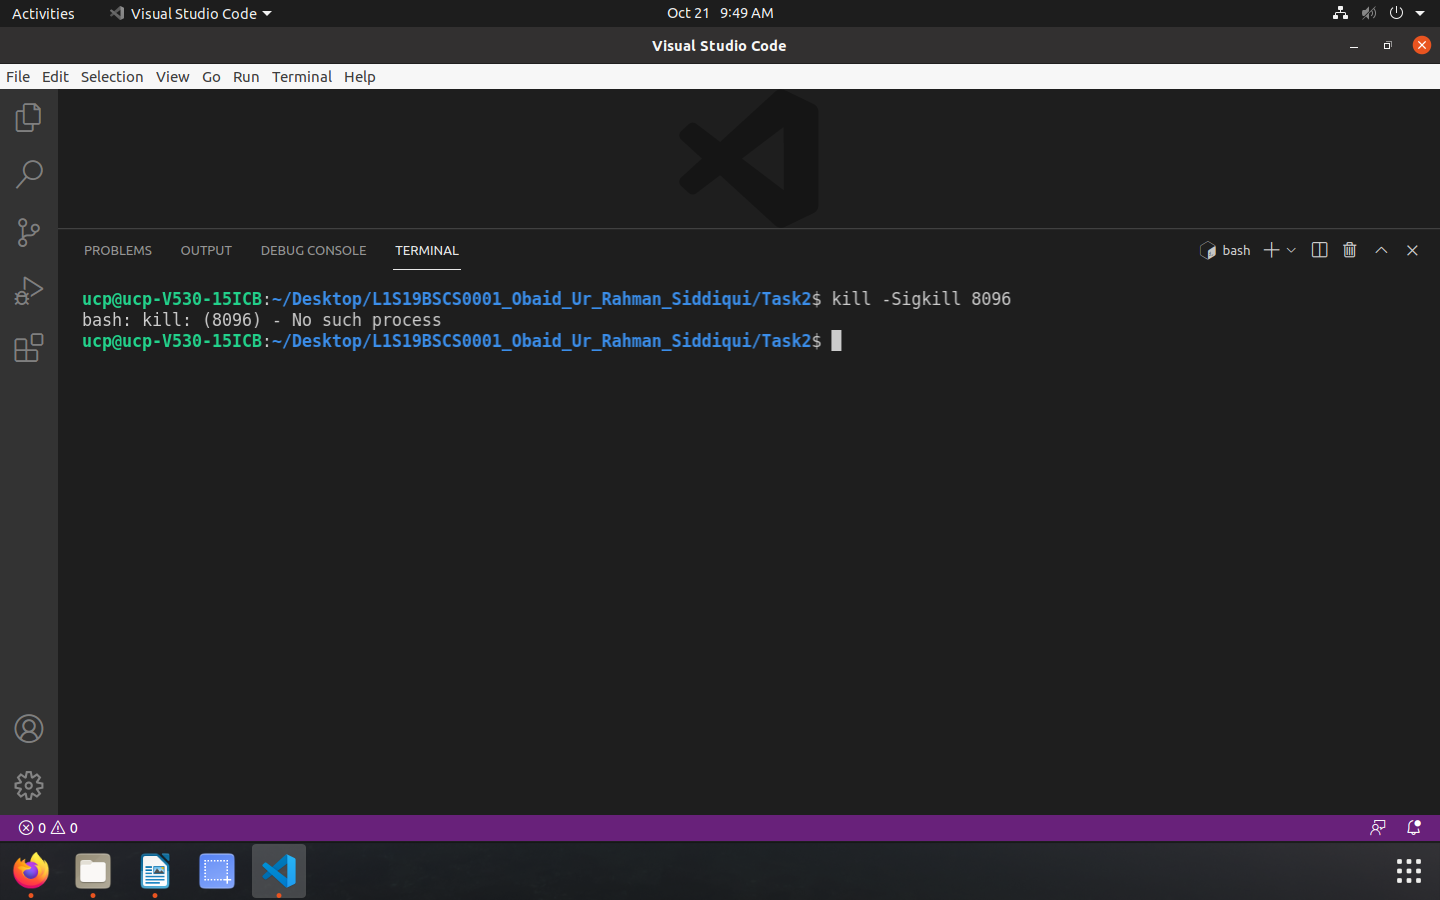 Activities Visual Studio Code Oct 21 9:49 AM
Visual Studio Code
File Edit Selection View Go Run Terminal Help
PROBLEMS OUTPUT DEBUG CONSOLE TERMINAL bash
ucp@ucp-V530-15ICB:~/Desktop/L1S19BSCS0001_Obaid_Ur_Rahman_Siddiqui/Task2$ kill -Sigkill 8096
bash: kill: (8096) - No such process
ucp@ucp-V530-15ICB:~/Desktop/L1S19BSCS0001_Obaid_Ur_Rahman_Siddiqui/Task2$
0 0